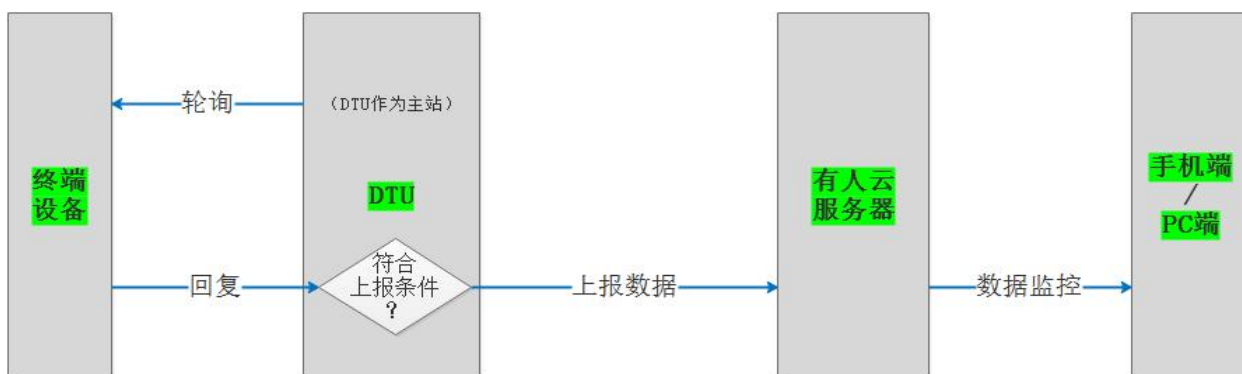 轮询
(DTU作为主站)
终端
设备
DTU
有人云
服务器
手机端
/
PC端
回复
符合
上报条件
?
上报数据
数据监控